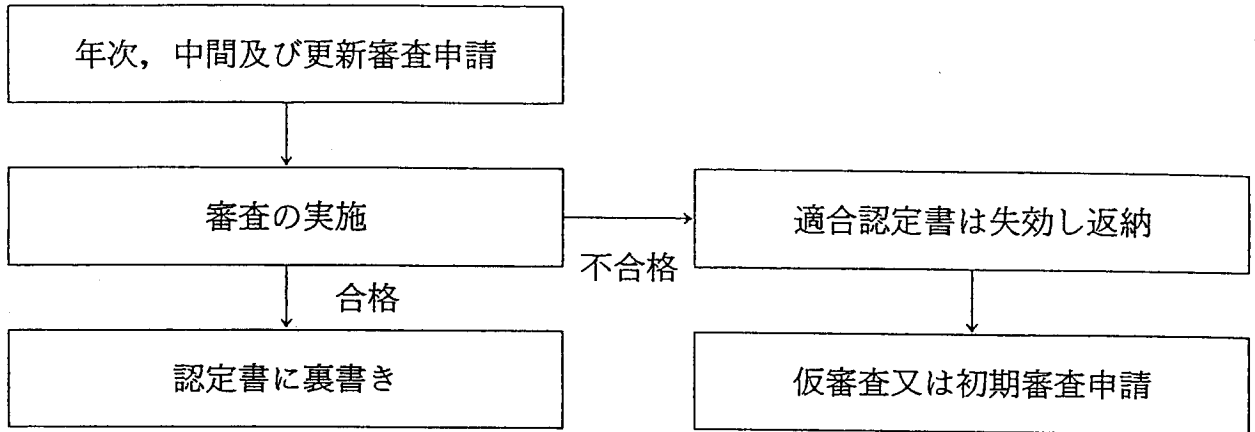 年次，中間及び更新審査申請
審査の実施
適合認定書は失効し返納
不合格
合格
認定書に裏書き
仮審査又は初期審査申請